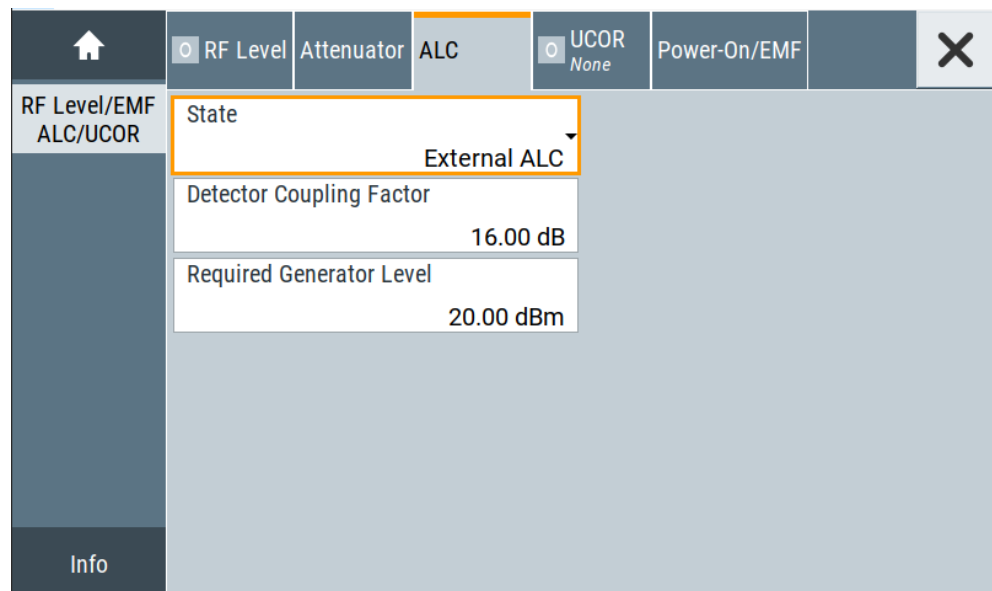 RF Level
Attenuator
ALC
UCOR
None
Power-On/EMF
RF Level/EMF
ALC/UCOR
State
External ALC
Detector Coupling Factor
16.00 dB
Required Generator Level
20.00 dBm
Info